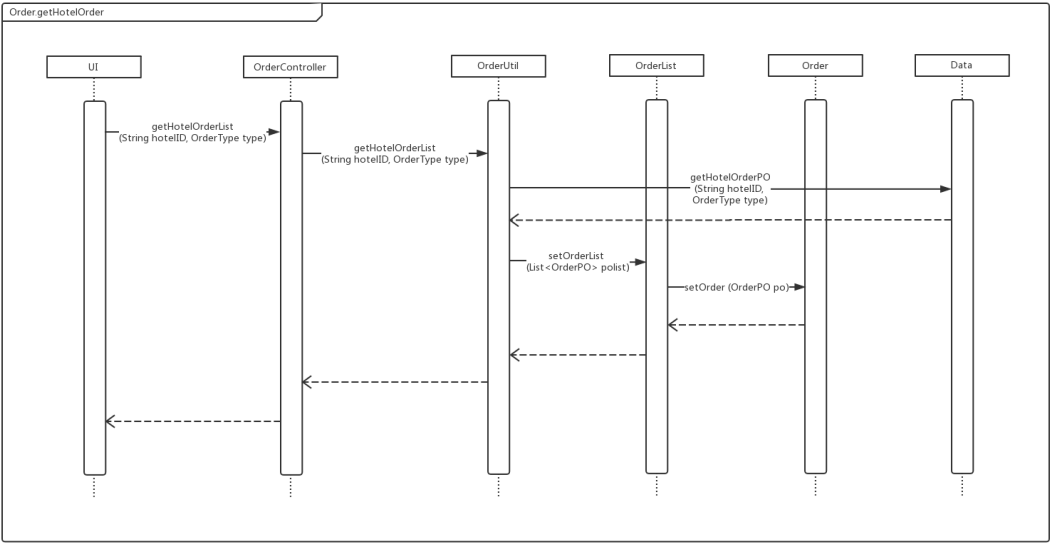 Order.getHotelOrder
UI
OrderController
OrderUtil
OrderList
Order
Data
getHotelOrderList
(String hotelID, OrderType type)
getHotelOrderList
(String hotelID, OrderType type)
getHotelOrderPO
(String hotelID,
OrderType type)
setOrderList
(List<OrderPO> polist)
setOrder (OrderPO po)